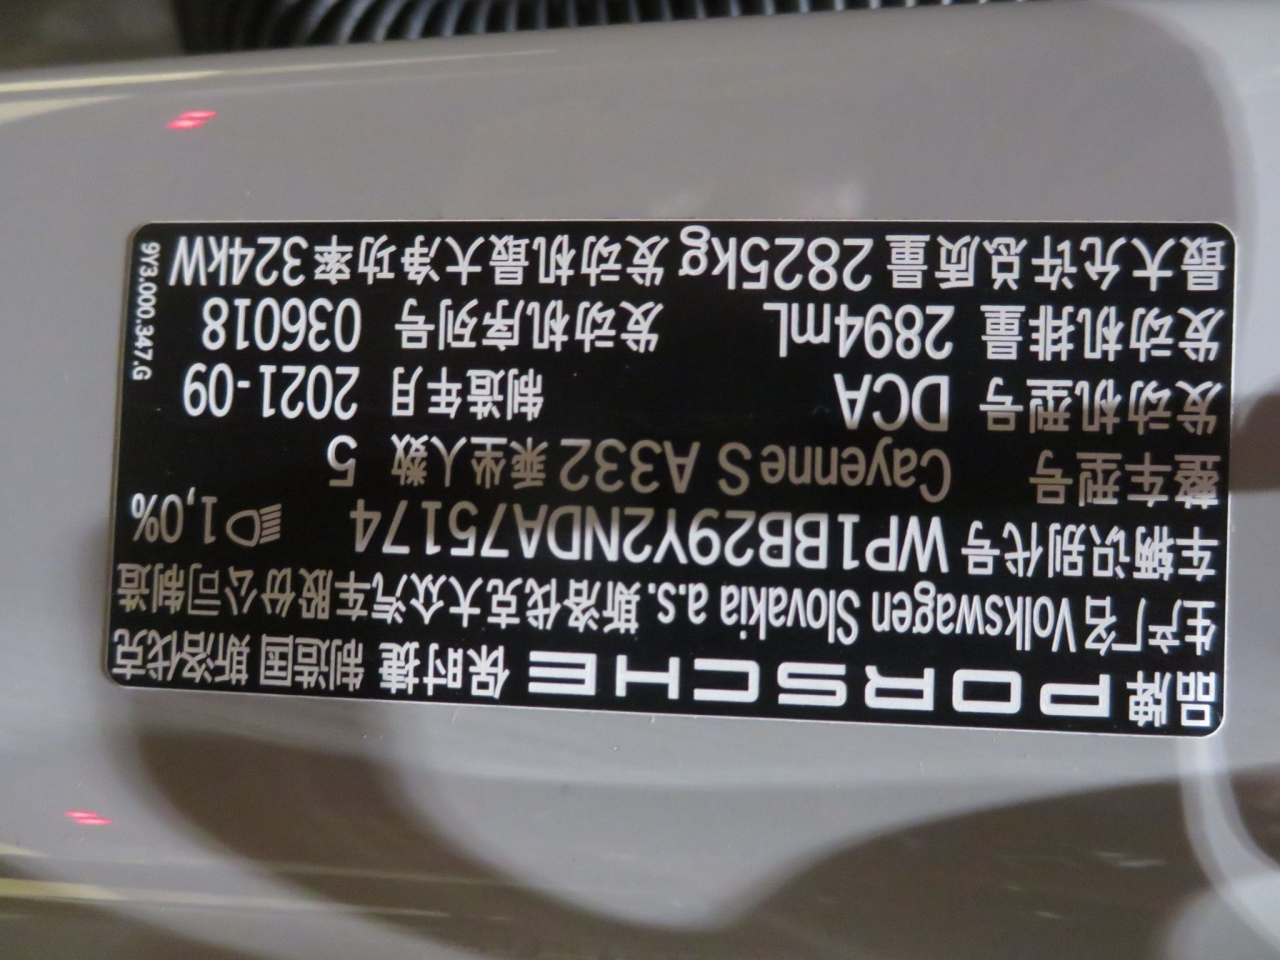 品牌 PORSCHE 保时捷 制造国 斯洛伐克
生产厂名 Volkswagen Slovakia a.s. 斯洛伐克大众汽车股份公司制造
车辆识别代号 WP1BB29Y2NDA75174 1,0%
整车型号 Cayenne S A332 乘坐人数 5
发动机型号 DCA 制造年月 2021-09
发动机排量 2894mL 发动机序列号 036018
最大允许总质量 2825kg 发动机最大净功率 324kW
9Y3.000.347.G